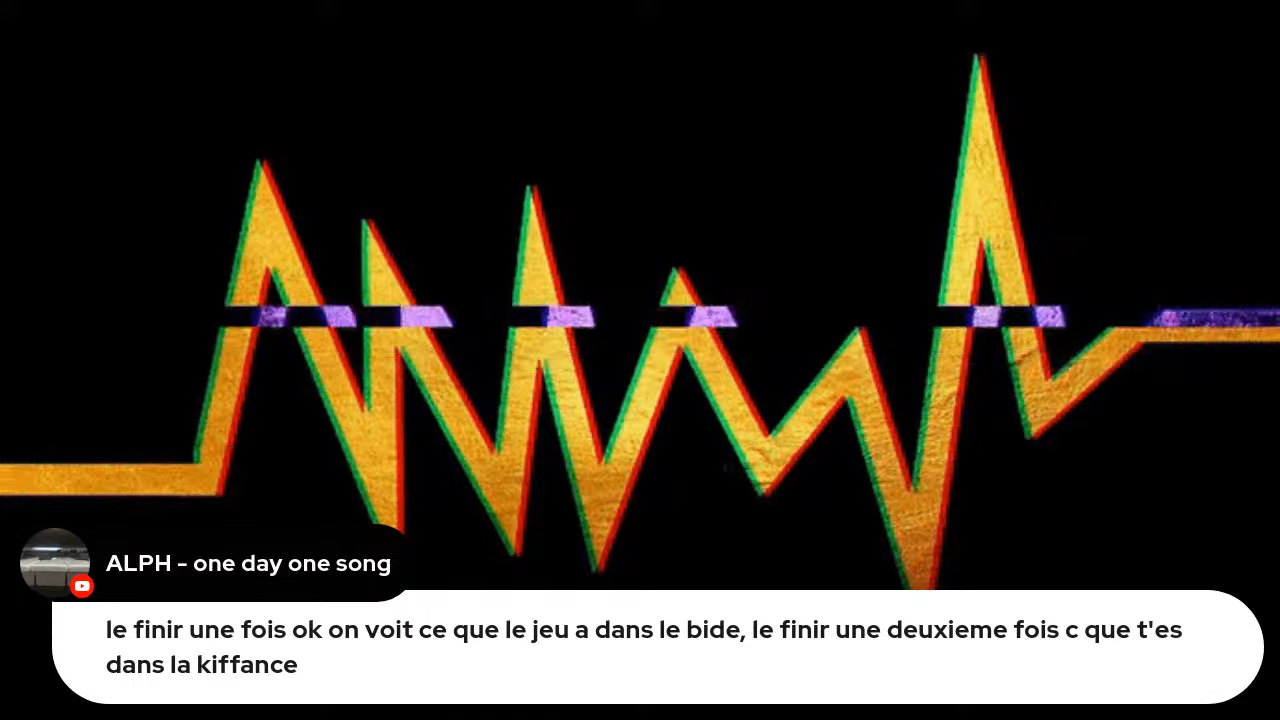 ALPH - one day one song
le finir une fois ok on voit ce que le jeu a dans le bide, le finir une deuxieme fois c que t'es
dans la kiffance